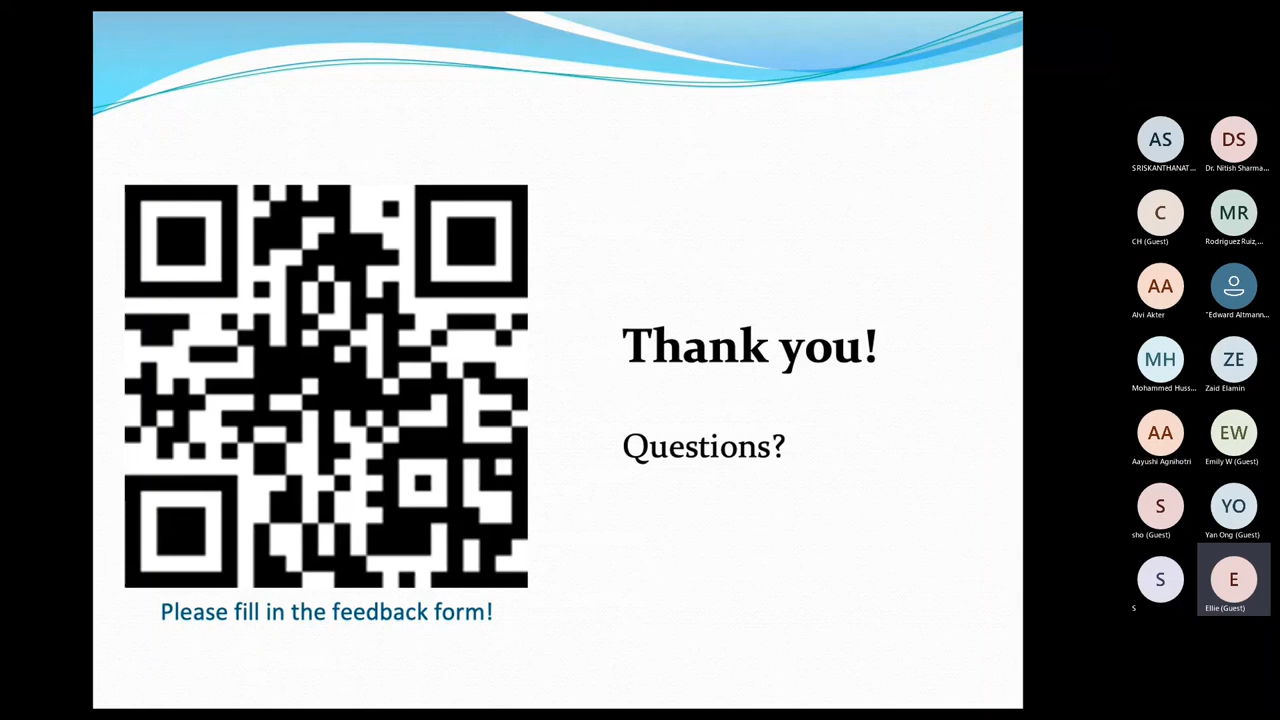 Thank you!
Questions?
Please fill in the feedback form!
AS
DS
SRISKANTHANAT...
Dr. Nitish Sharma...
C
MR
CH (Guest)
Rodriguez Ruiz,...
AA
Alvi Akter
"Edward Altmann...
MH
ZE
Mohammed Huss...
Zaid Elamin
AA
EW
Aayushi Agnihotri
Emily W (Guest)
S
YO
sho (Guest)
Yan Ong (Guest)
S
E
S
Ellie (Guest)